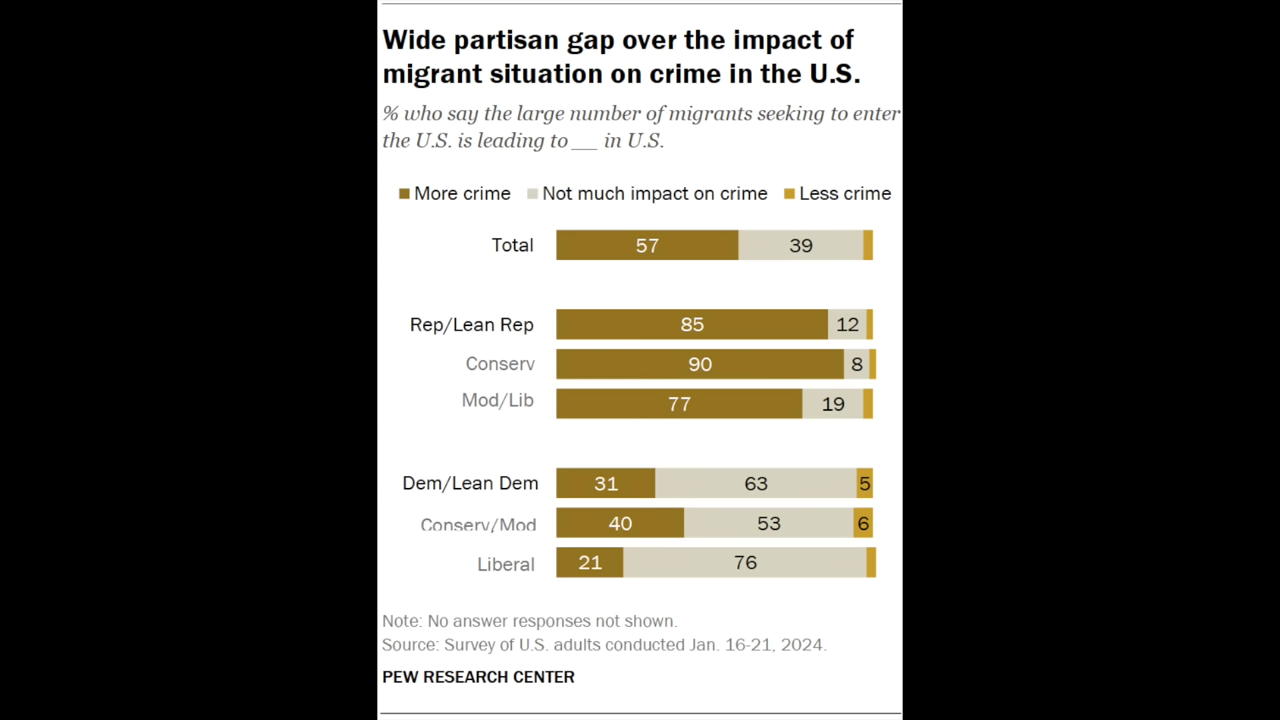 Wide partisan gap over the impact of
migrant situation on crime in the U.S.
% who say the large number of migrants seeking to enter
the U.S. is leading to __ in U.S.
More crime Not much impact on crime Less crime
Total 57 39
Rep/Lean Rep 85 12
Conserv 90 8
Mod/Lib 77 19
Dem/Lean Dem 31 63 5
Conserv/Mod 40 53 6
Liberal 21 76
Note: No answer responses not shown.
Source: Survey of U.S. adults conducted Jan. 16-21, 2024.
PEW RESEARCH CENTER